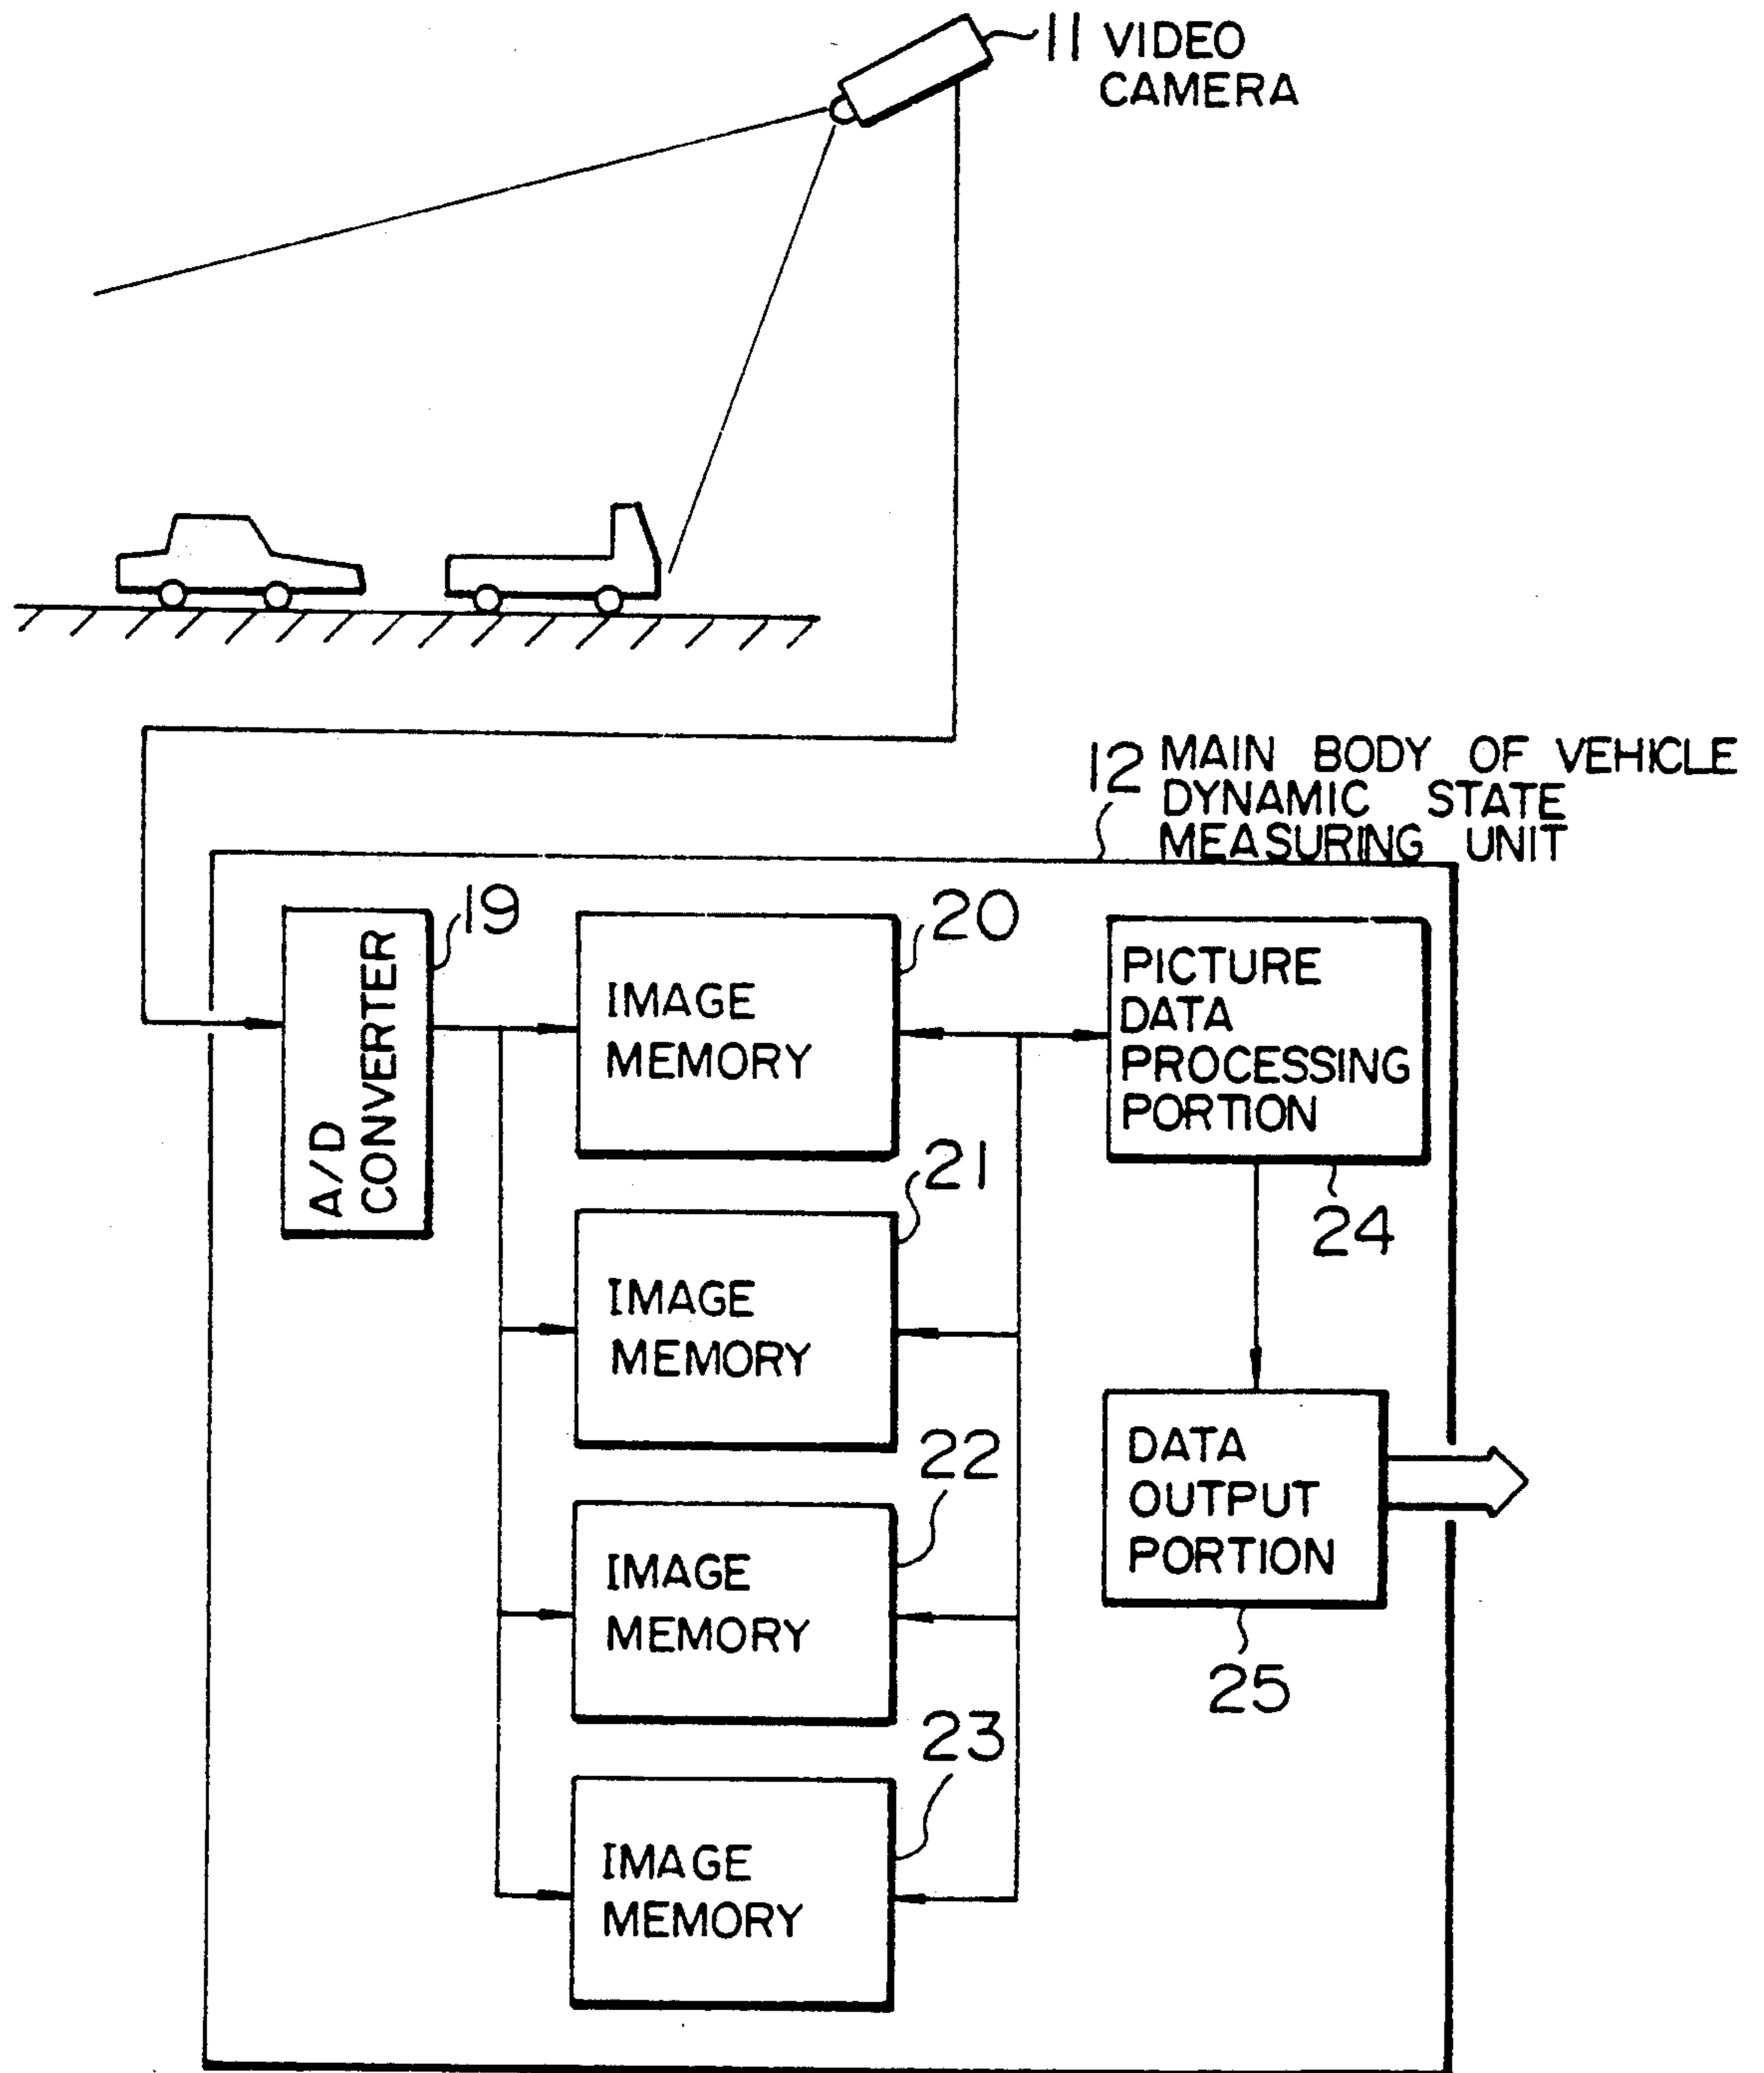 11 VIDEO
CAMERA
12 MAIN BODY OF VEHICLE
DYNAMIC STATE
MEASURING UNIT
19
A/D
CONVERTER
20
IMAGE
MEMORY
21
IMAGE
MEMORY
22
IMAGE
MEMORY
23
IMAGE
MEMORY
PICTURE
DATA
PROCESSING
PORTION
24
DATA
OUTPUT
PORTION
25